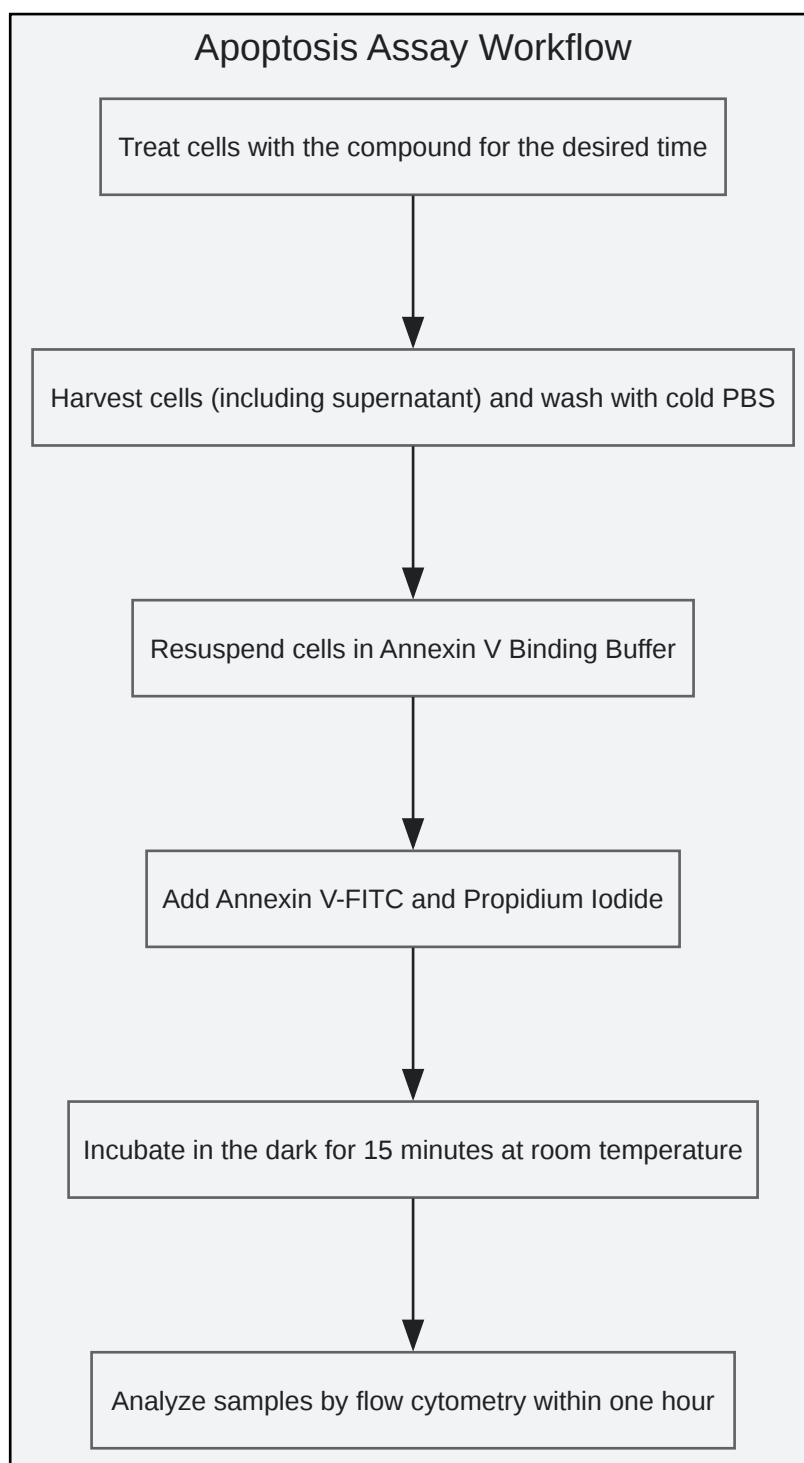 Apoptosis Assay Workflow
Treat cells with the compound for the desired time
Harvest cells (including supernatant) and wash with cold PBS
Resuspend cells in Annexin V Binding Buffer
Add Annexin V-FITC and Propidium Iodide
Incubate in the dark for 15 minutes at room temperature
Analyze samples by flow cytometry within one hour